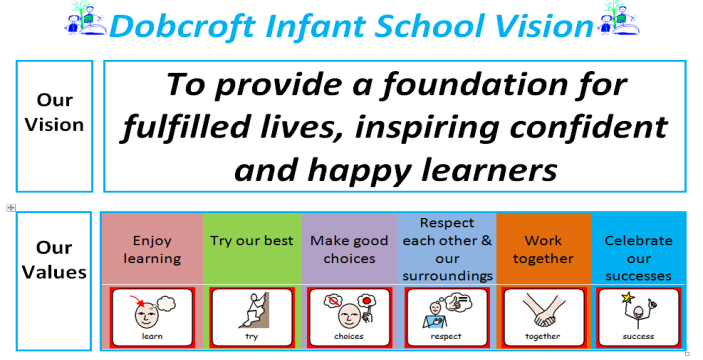 Dobcroft Infant School Vision
Our
Vision
To provide a foundation for
fulfilled lives, inspiring confident
and happy learners
Our
Values
Enjoy
learning
Try our best
Make good
choices
Respect
each other &
our
surroundings
Work
together
Celebrate
our
successes
learn
try
choices
respect
together
success